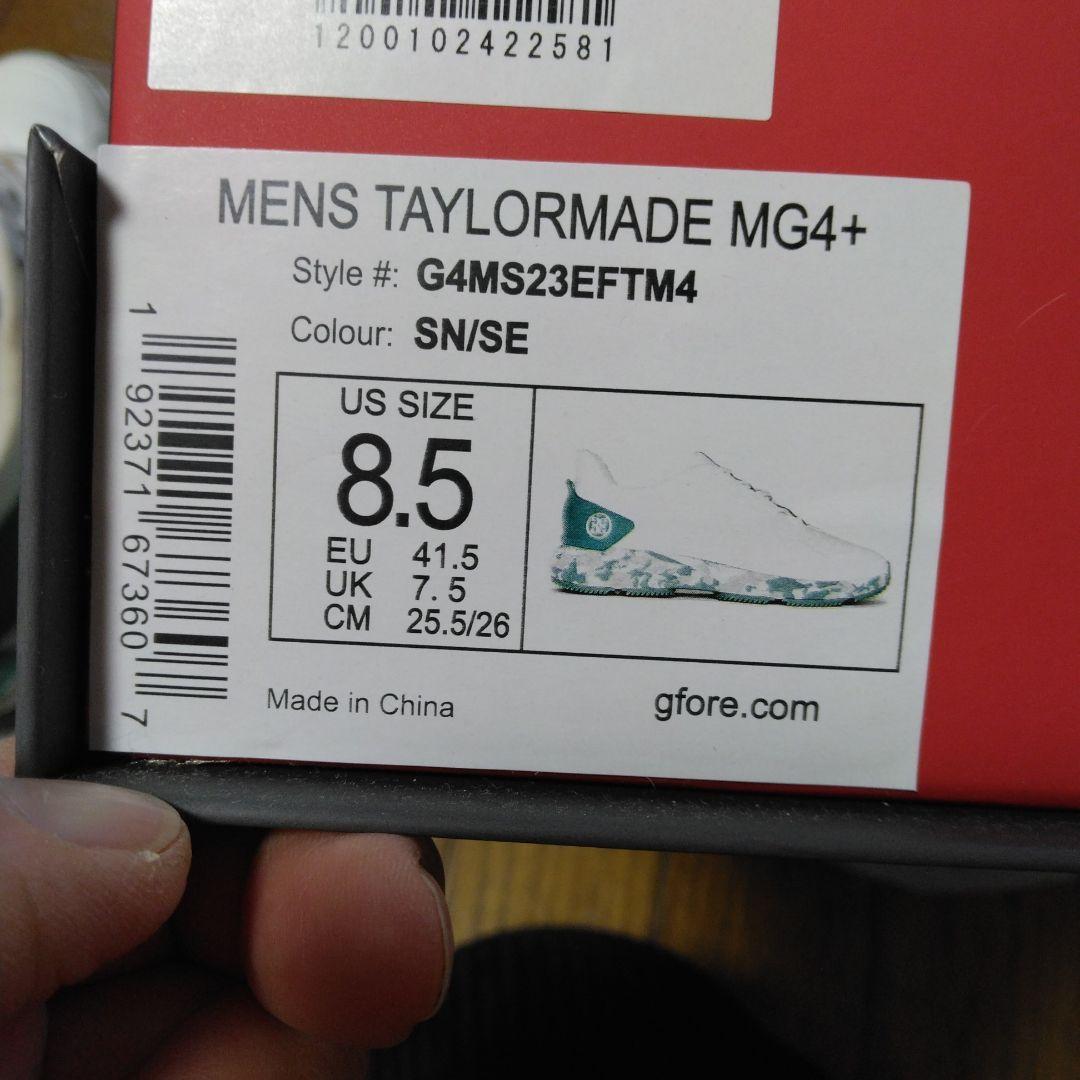 1200102422581
MENS TAYLORMADE MG4+
Style #: G4MS23EFTM4
Colour: SN/SE
1 92371 67360 7
US SIZE
8.5
EU 41.5
UK 7.5
CM 25.5/26
Made in China
gfore.com